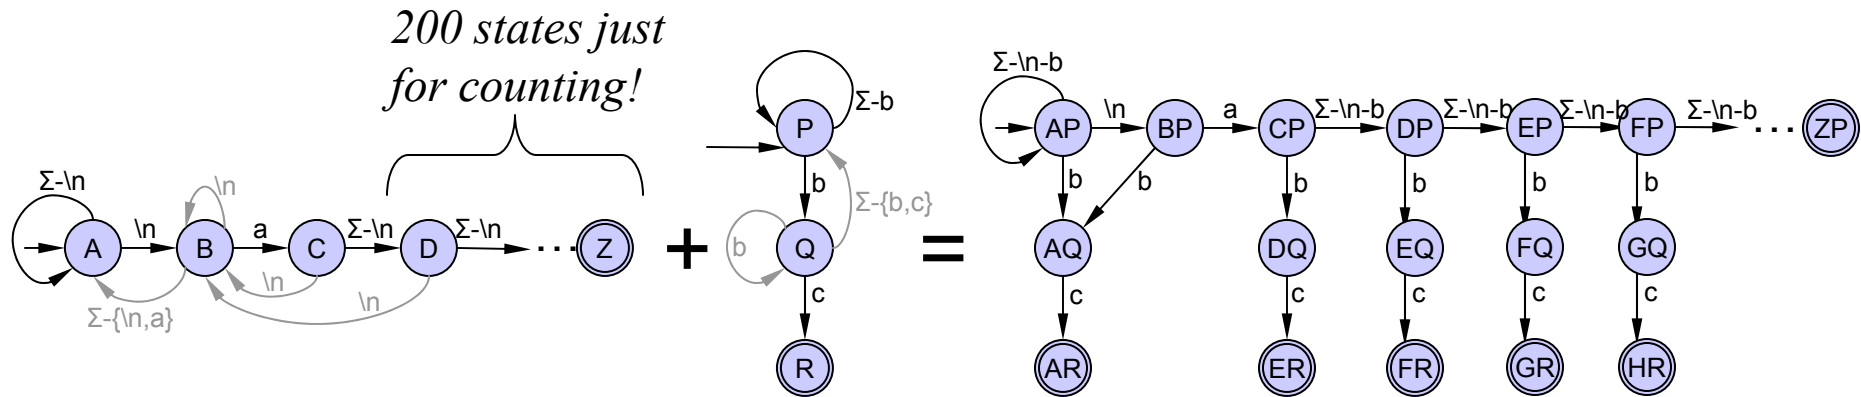 200 states just
for counting!
Σ-\n
\n
A
\n
B
a
C
Σ-\n
D
Σ-\n
...
Z
Σ-{\n,a}
\n
\n
+
Σ-b
P
b
Σ-{b,c}
b
Q
c
R
=
Σ-\n-b
AP
\n
BP
a
CP
Σ-\n-b
DP
Σ-\n-b
EP
Σ-\n-b
FP
Σ-\n-b
...
ZP
b
b
b
b
b
b
AQ
DQ
EQ
FQ
GQ
c
c
c
c
c
AR
ER
FR
GR
HR